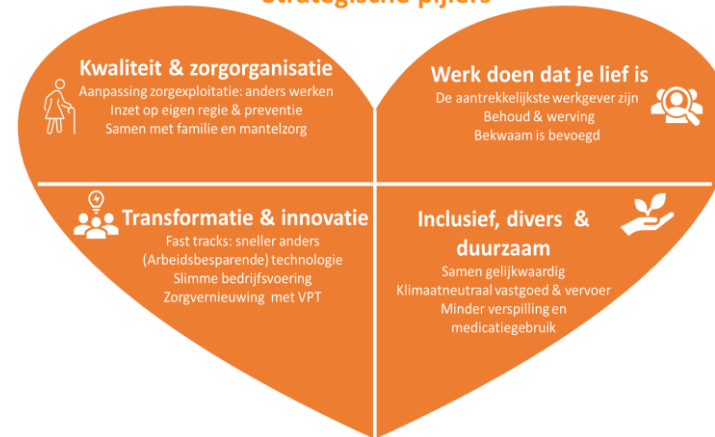 Strategische pijlers
Kwaliteit & zorgorganisatie
Aanpassing zorgexploitatie: anders werken
Inzet op eigen regie & preventie
Samen met familie en mantelzorg
Werk doen dat je lief is
De aantrekkelijkste werkgever zijn
Behoud & werving
Bekwaam is bevoegd
Transformatie & innovatie
Fast tracks: sneller anders
(Arbeidsbesparende) technologie
Slimme bedrijfsvoering
Zorgvernieuwing met VPT
Inclusief, divers &
duurzaam
Samen gelijkwaardig
Klimaatneutraal vastgoed & vervoer
Minder verspilling en
medicatiegebruik